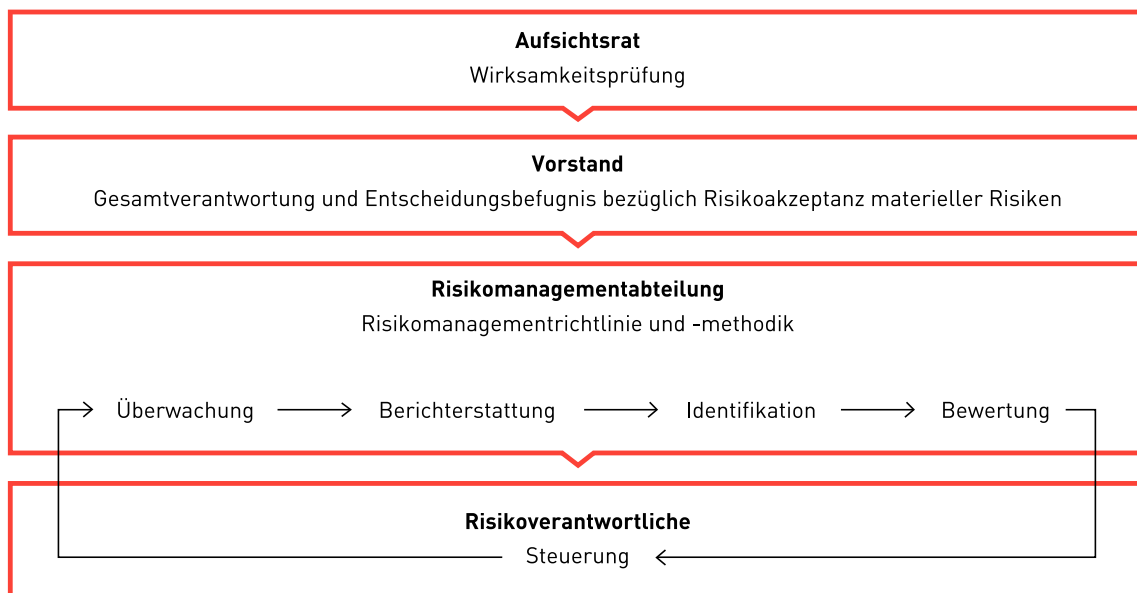 Aufsichtsrat
Wirksamkeitsprüfung
Vorstand
Gesamtverantwortung und Entscheidungsbefugnis bezüglich Risikoakzeptanz materieller Risiken
Risikomanagementabteilung
Risikomanagementrichtlinie und -methodik
Überwachung Berichterstattung Identifikation Bewertung
Risikoverantwortliche
Steuerung